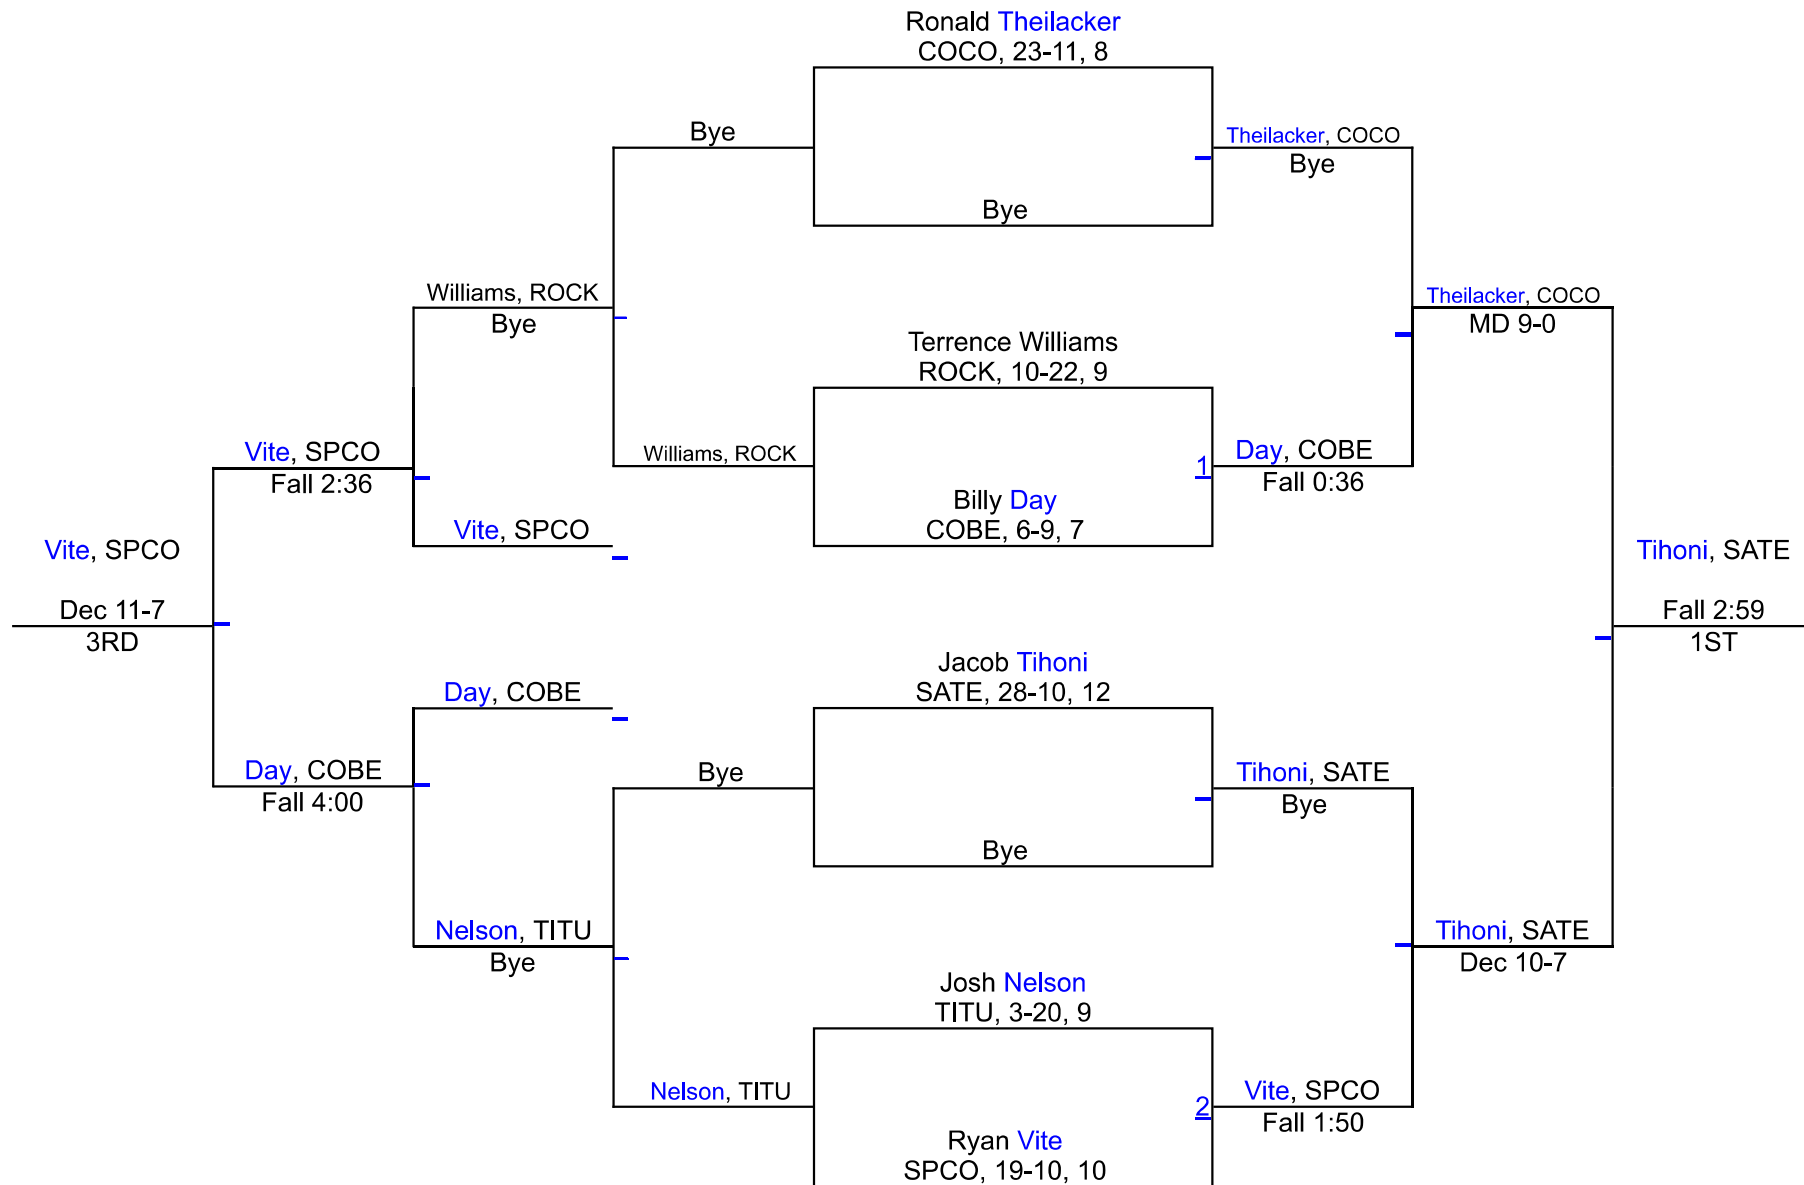 Ronald Theilacker
COCO, 23-11, 8
Bye
Theilacker, COCO
Bye
Bye
Williams, ROCK
Bye
Theilacker, COCO
MD 9-0
Terrence Williams
ROCK, 10-22, 9
Vite, SPCO
Fall 2:36
Williams, ROCK
1
Day, COBE
Fall 0:36
Billy Day
COBE, 6-9, 7
Vite, SPCO
Vite, SPCO
Dec 11-7
3RD
Tihoni, SATE
Fall 2:59
1ST
Jacob Tihoni
SATE, 28-10, 12
Day, COBE
Day, COBE
Fall 4:00
Bye
Tihoni, SATE
Bye
Bye
Nelson, TITU
Bye
Tihoni, SATE
Dec 10-7
Josh Nelson
TITU, 3-20, 9
Nelson, TITU
2
Vite, SPCO
Fall 1:50
Ryan Vite
SPCO, 19-10, 10